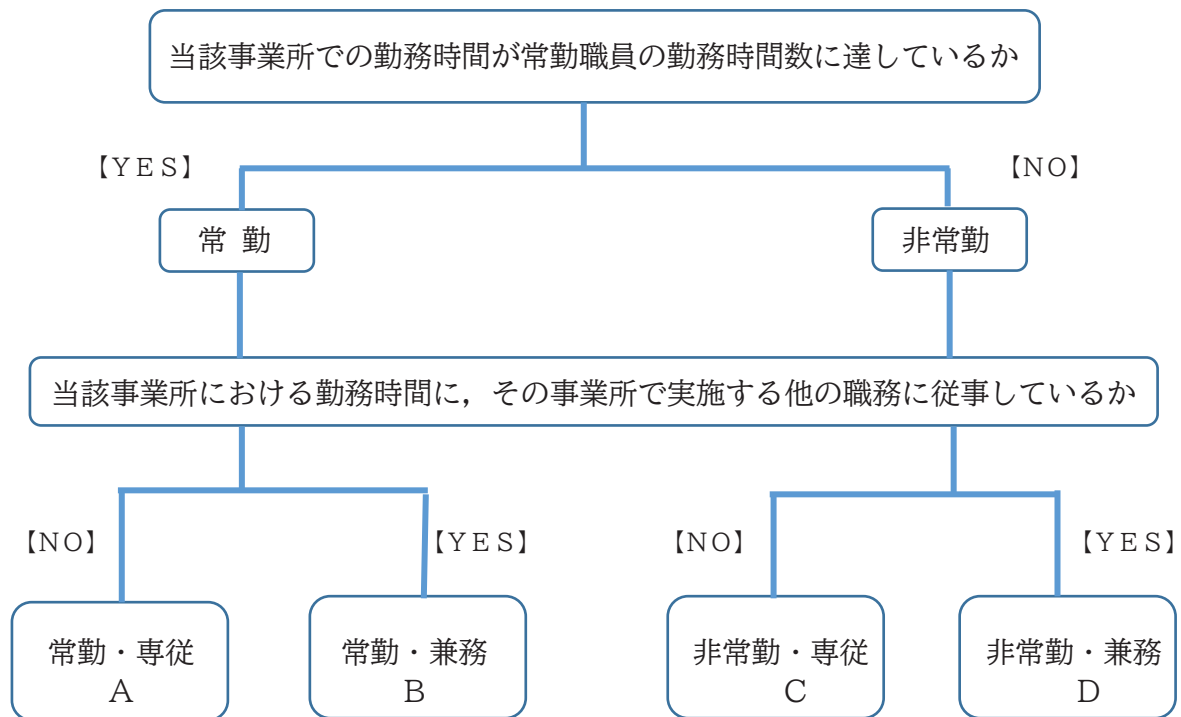 当該事業所での勤務時間が常勤職員の勤務時間数に達しているか
【ＹＥＳ】
【ＮＯ】
常 勤
非常勤
当該事業所における勤務時間に，その事業所で実施する他の職務に従事しているか
【ＮＯ】
【ＹＥＳ】
【ＮＯ】
【ＹＥＳ】
常勤・専従
Ａ
常勤・兼務
Ｂ
非常勤・専従
Ｃ
非常勤・兼務
Ｄ